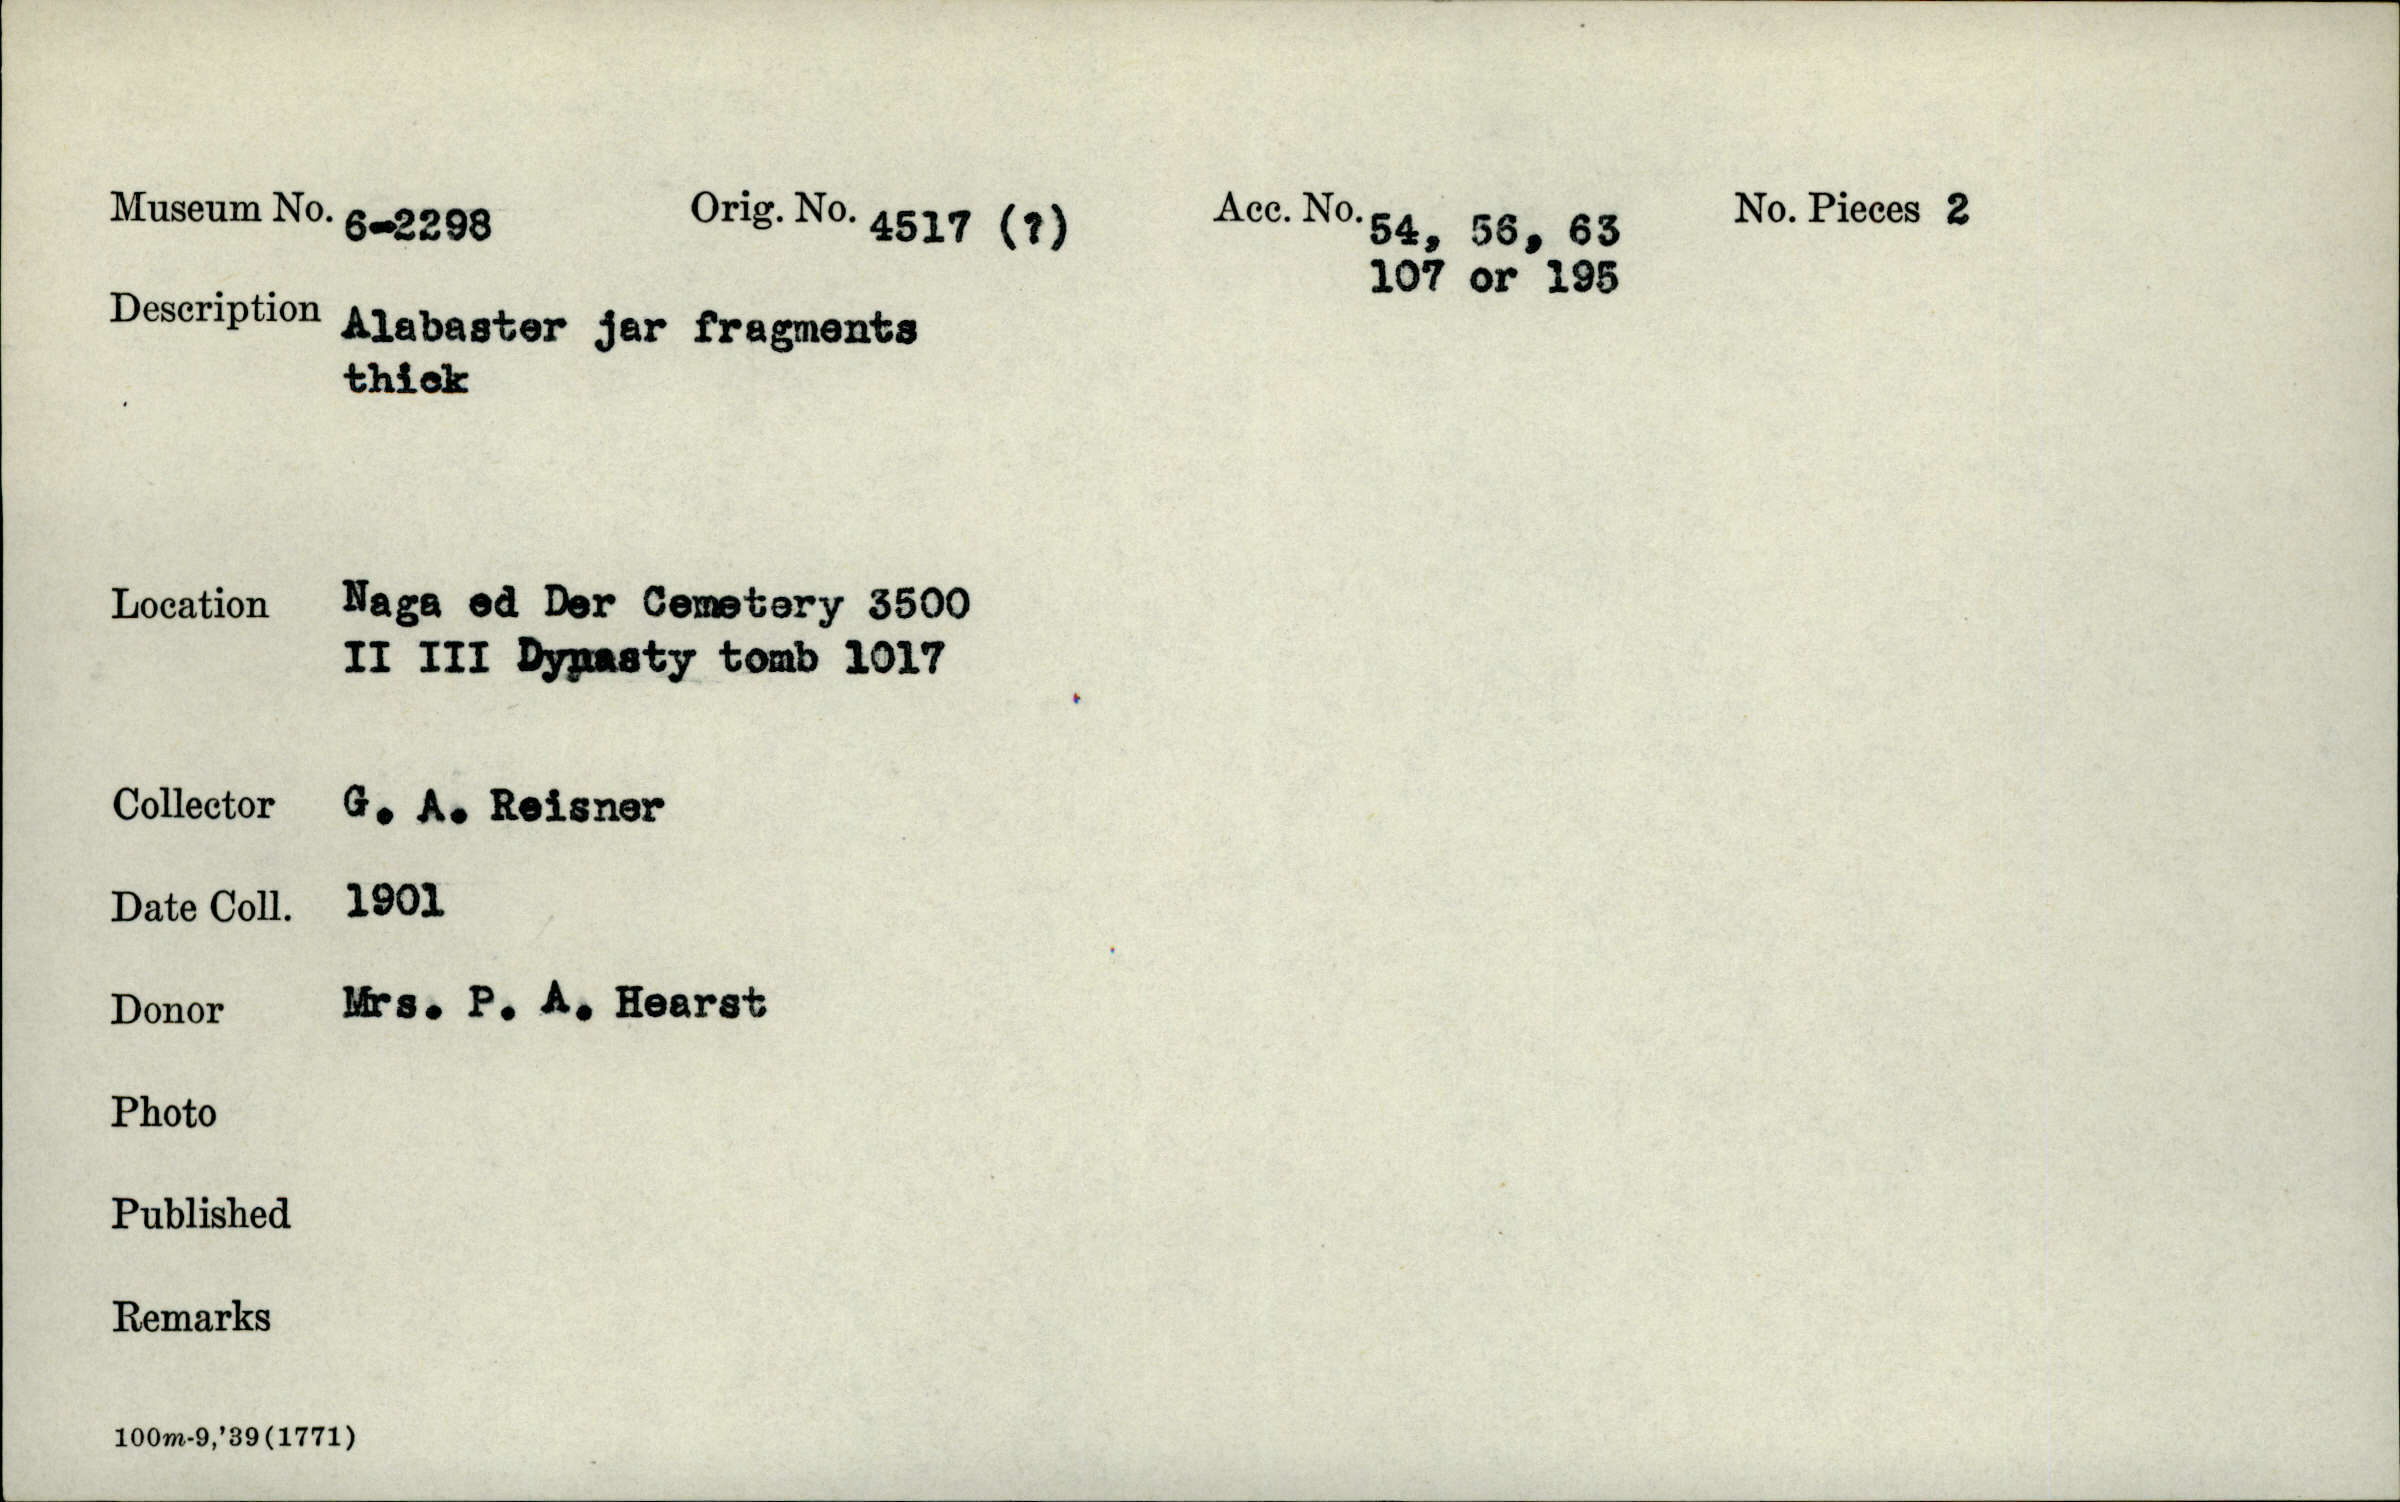 Museum No. 6-2298 Orig. No. 4517 (?) Acc. No. 54, 56, 63 No. Pieces 2
107 or 195
Description Alabaster jar fragments
thick
Location Naga ed Der Cemetery 3500
II III Dynasty tomb 1017
Collector G. A. Reisner
Date Coll. 1901
Donor Mrs. P. A. Hearst
Photo
Published
Remarks
100m-9,'39(1771)